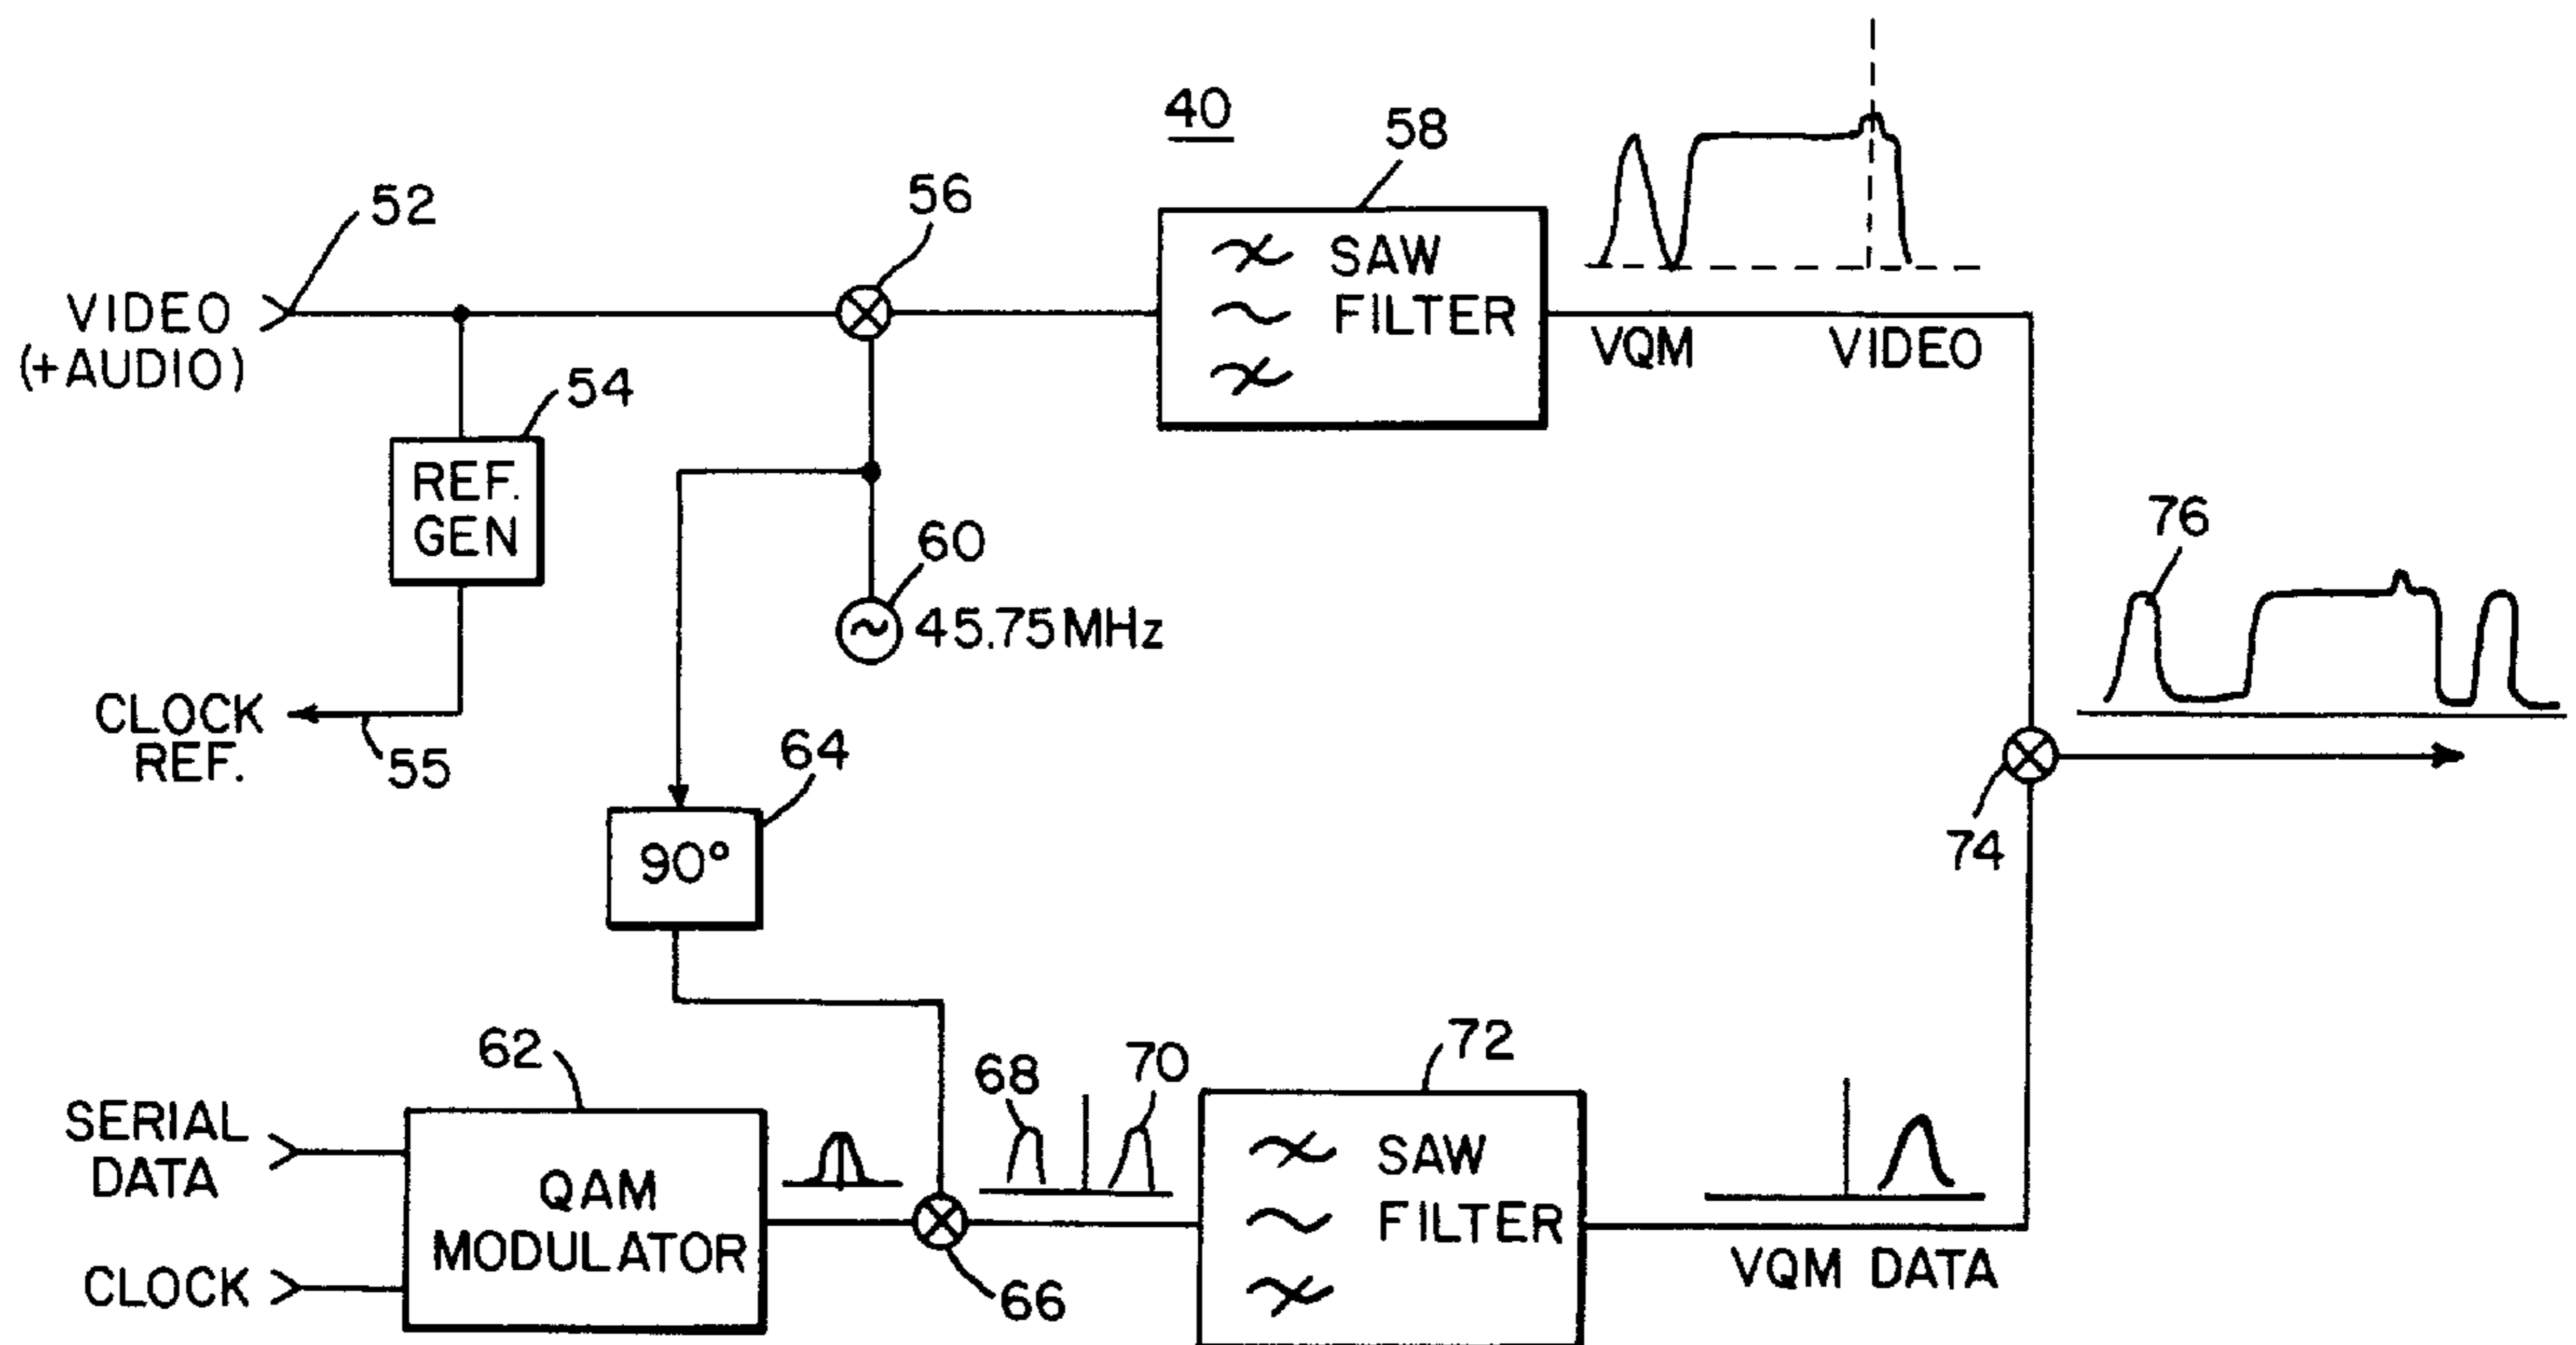 40
58
56
52
VIDEO
(+AUDIO)
SAW
FILTER
VQM
VIDEO
54
REF.
GEN
60
45.75MHz
76
CLOCK
REF.
55
64
90°
74
62
68
70
72
SERIAL
DATA
CLOCK
QAM
MODULATOR
66
SAW
FILTER
VQM DATA